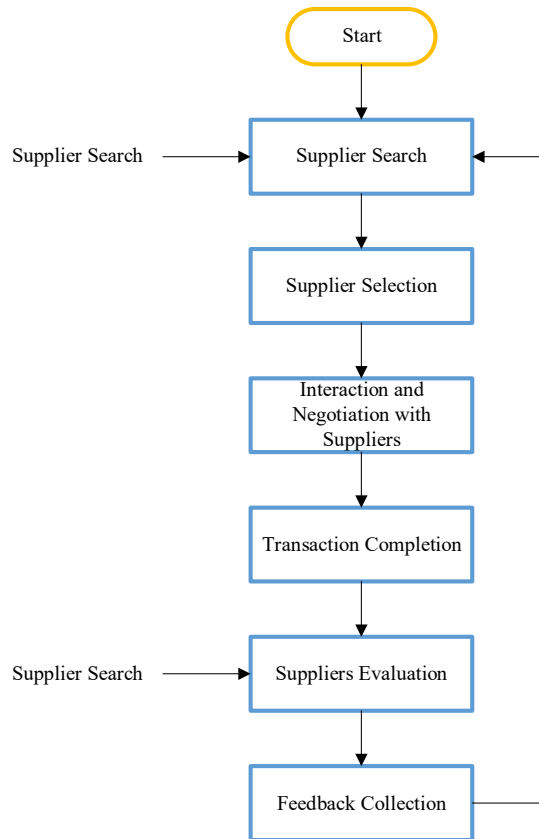 Start
Supplier Search
Supplier Search
Supplier Selection
Interaction and
Negotiation with
Suppliers
Transaction Completion
Supplier Search
Suppliers Evaluation
Feedback Collection